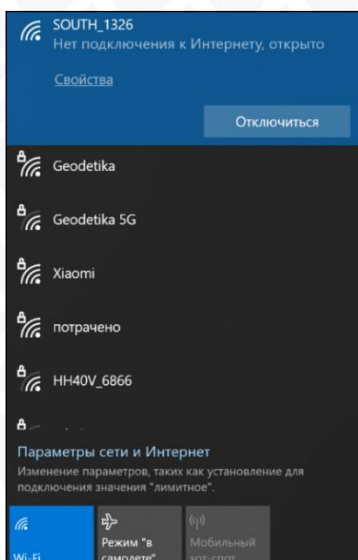 SOUTH_1326
Нет подключения к Интернету, открыто
Свойства
Отключиться
Geodetika
Geodetika 5G
Xiaomi
потрачено
HH40V_6866
Параметры сети и Интернет
Изменение параметров, таких как установление для
подключения значения "лимитное".
Wi-Fi
Режим "в
самолете"
Мобильный
хот-спот